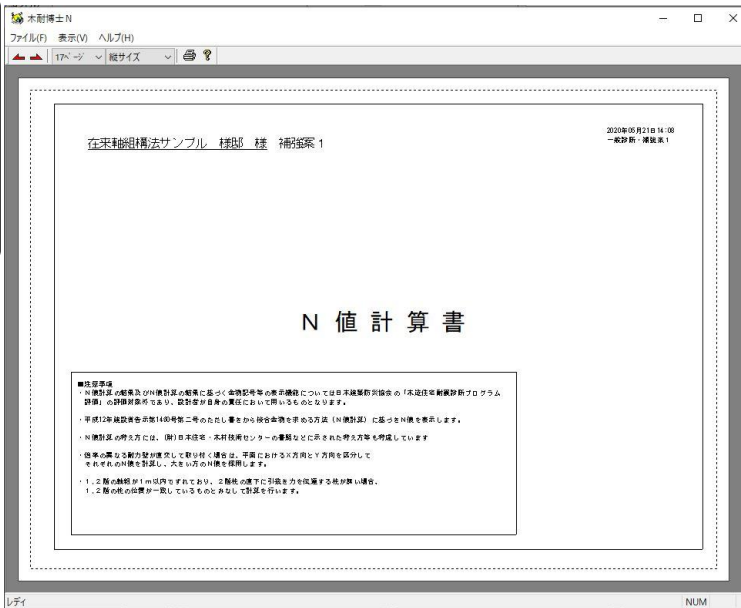 木耐博士N
ファイル(F) 表示(V) ヘルプ(H)
17ページ 縦サイズ
2020年05月21日 14:08
在来軸組構法サンプル 様邸 様 補強案1
一般診断・補強案1
N値計算書
■注意事項
・N値計算の結果及びN値計算の結果に基づく金物記号等の表示機能については日本建築防災協会の「木造住宅耐震診断プログラム
評価」の評価対象外であり、設計者が自身の責任において用いるものとなります。
・平成12年建設省告示第1460号第二号のただし書きから接合金物を求める方法（N値計算）に基づきN値を表示します。
・N値計算の考え方には、(財)日本住宅・木材技術センターの書籍などに示された考え方等も考慮しています
・倍率の異なる耐力壁が直交して取り付く場合は、平面におけるX方向とY方向を区分して
それぞれのN値を計算し、大きい方のN値を採用します。
・1，2階の軸組が1m以内でずれており、2階柱の直下に引抜き力を伝達する柱が無い場合、
1，2階の柱の位置が一致しているものとみなして計算を行います。
レディ
NUM